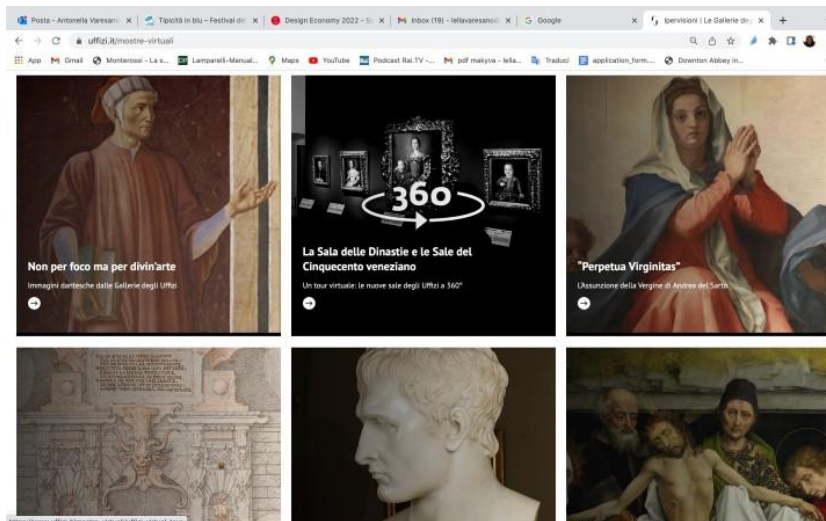 Posta - Antonella Varesan
Tipicità in blu – Festival de
Design Economy 2022 – S
Inbox (19) - lellavaresano
Google
Ipervisioni | Le Gallerie de
uffizi.it/mostre-virtuali
App
Gmail
Monterossi - La s...
Lamparelli-Manual...
Maps
YouTube
Podcast Rai.TV -...
pdf makyva - lella...
Traduci
application_form....
Downton Abbey in...
Non per foco ma per divin'arte
Immagini dantesche dalle Gallerie degli Uffizi
360
La Sala delle Dinastie e le Sale del
Cinquecento veneziano
Un tour virtuale: le nuove sale degli Uffizi a 360°
"Perpetua Virginitas"
L'Assunzione della Vergine di Andrea del Sarto